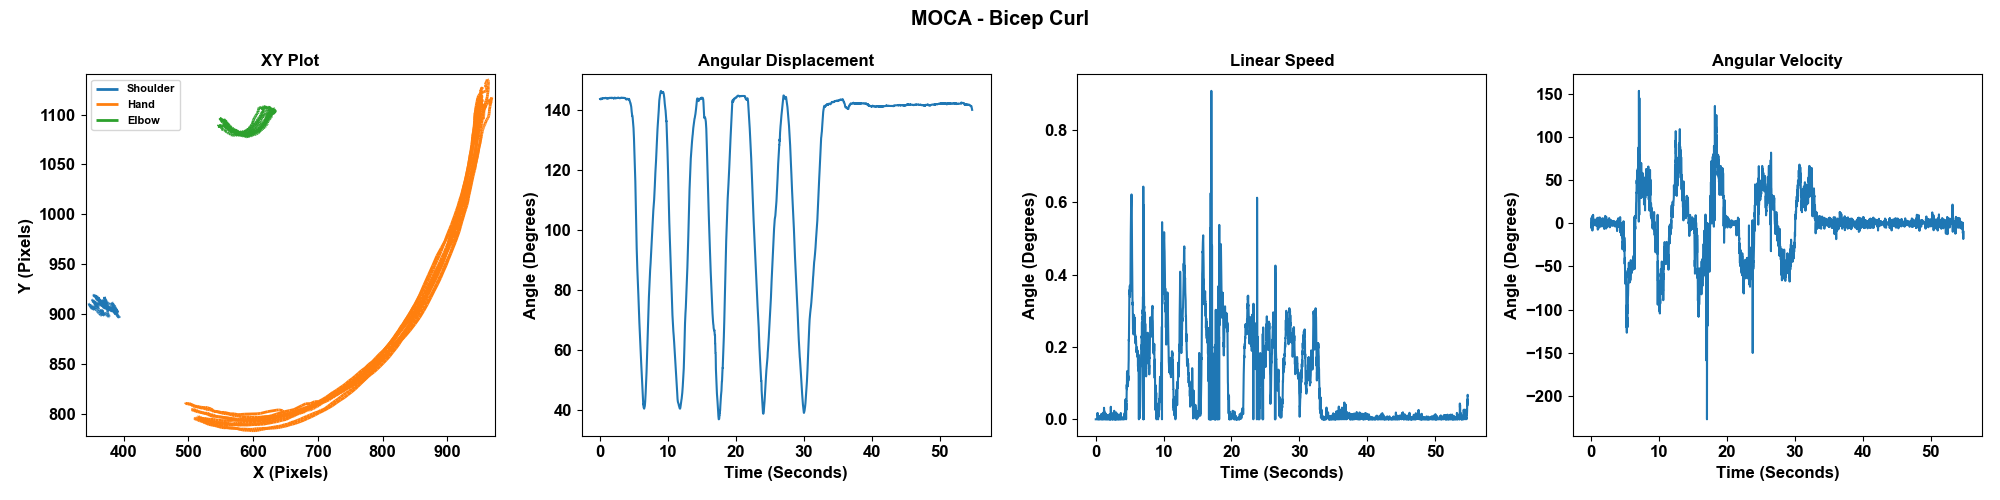 MOCA - Bicep Curl
XY Plot
Shoulder
Hand
Elbow
1100
1050
1000
950
900
850
800
Y (Pixels)
400 500 600 700 800 900
X (Pixels)
Angular Displacement
140
120
100
80
60
40
Angle (Degrees)
0 10 20 30 40 50
Time (Seconds)
Linear Speed
0.8
0.6
0.4
0.2
0.0
Angle (Degrees)
0 10 20 30 40 50
Time (Seconds)
Angular Velocity
150
100
50
0
−50
−100
−150
−200
Angle (Degrees)
0 10 20 30 40 50
Time (Seconds)